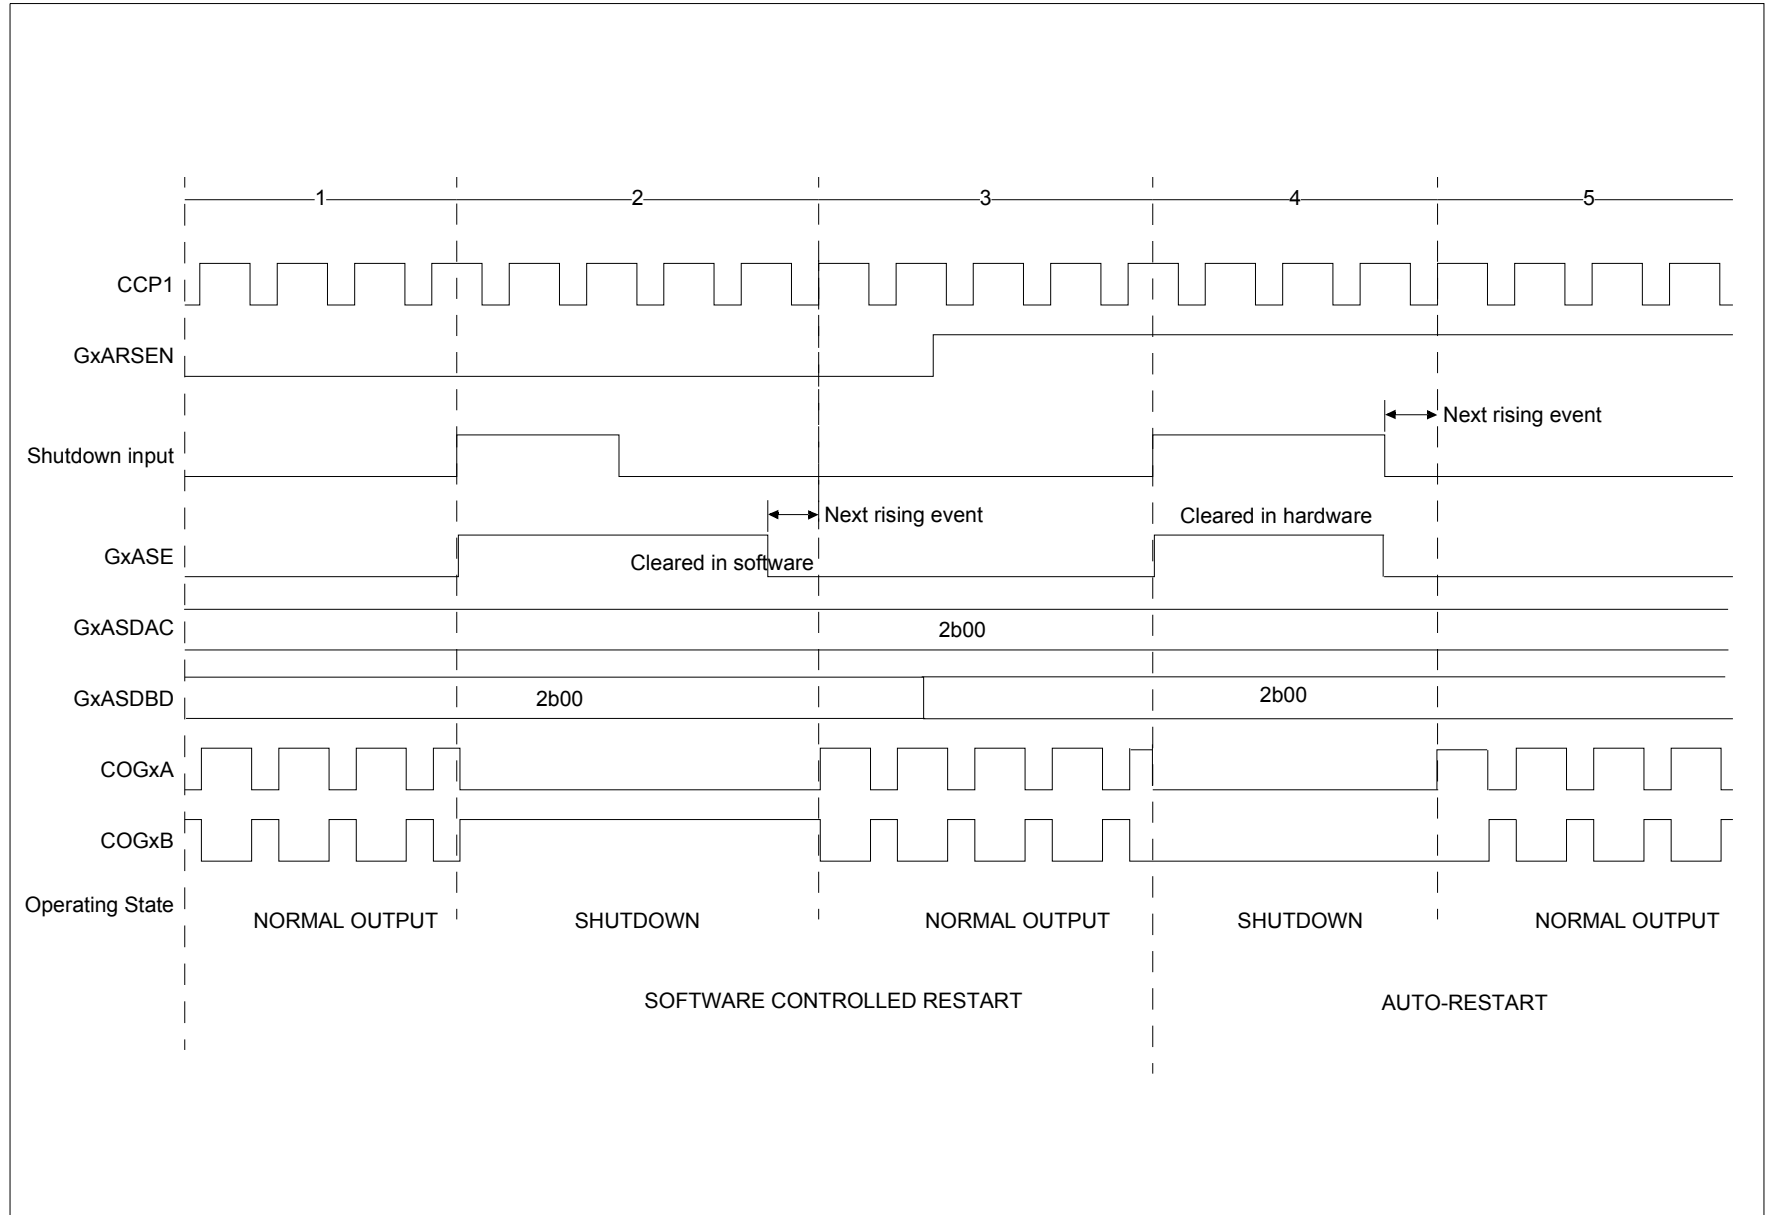 1 2 3 4 5
CCP1
GxARSEN
Next rising event
Shutdown input
Next rising event
Cleared in hardware
GxASE
Cleared in software
GxASDAC
2b00
GxASDBD
2b00
2b00
COGxA
COGxB
Operating State
NORMAL OUTPUT SHUTDOWN NORMAL OUTPUT SHUTDOWN NORMAL OUTPUT
SOFTWARE CONTROLLED RESTART
AUTO-RESTART